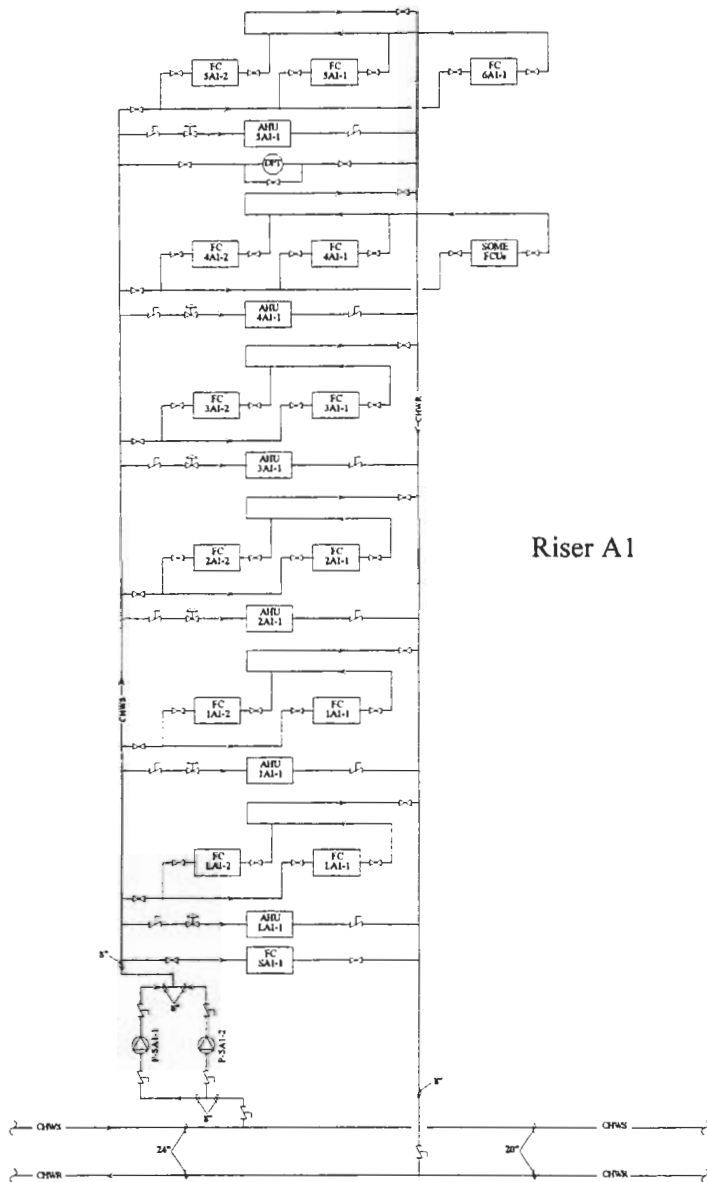 FC
5A1-2
FC
5A1-1
FC
6A1-1
AHU
5A1-1
DPT
FC
4A1-2
FC
4A1-1
SOME
FCUs
AHU
4A1-1
FC
3A1-2
FC
3A1-1
CHWR
AHU
3A1-1
FC
2A1-2
FC
2A1-1
Riser A1
AHU
2A1-1
CHWS
FC
1A1-2
FC
1A1-1
AHU
1A1-1
FC
LA1-2
FC
LA1-1
AHU
LA1-1
8"
FC
SA1-1
8"
P-SA1-1
P-SA1-2
8"
8"
CHWS
CHWS
24"
20"
CHWR
CHWR